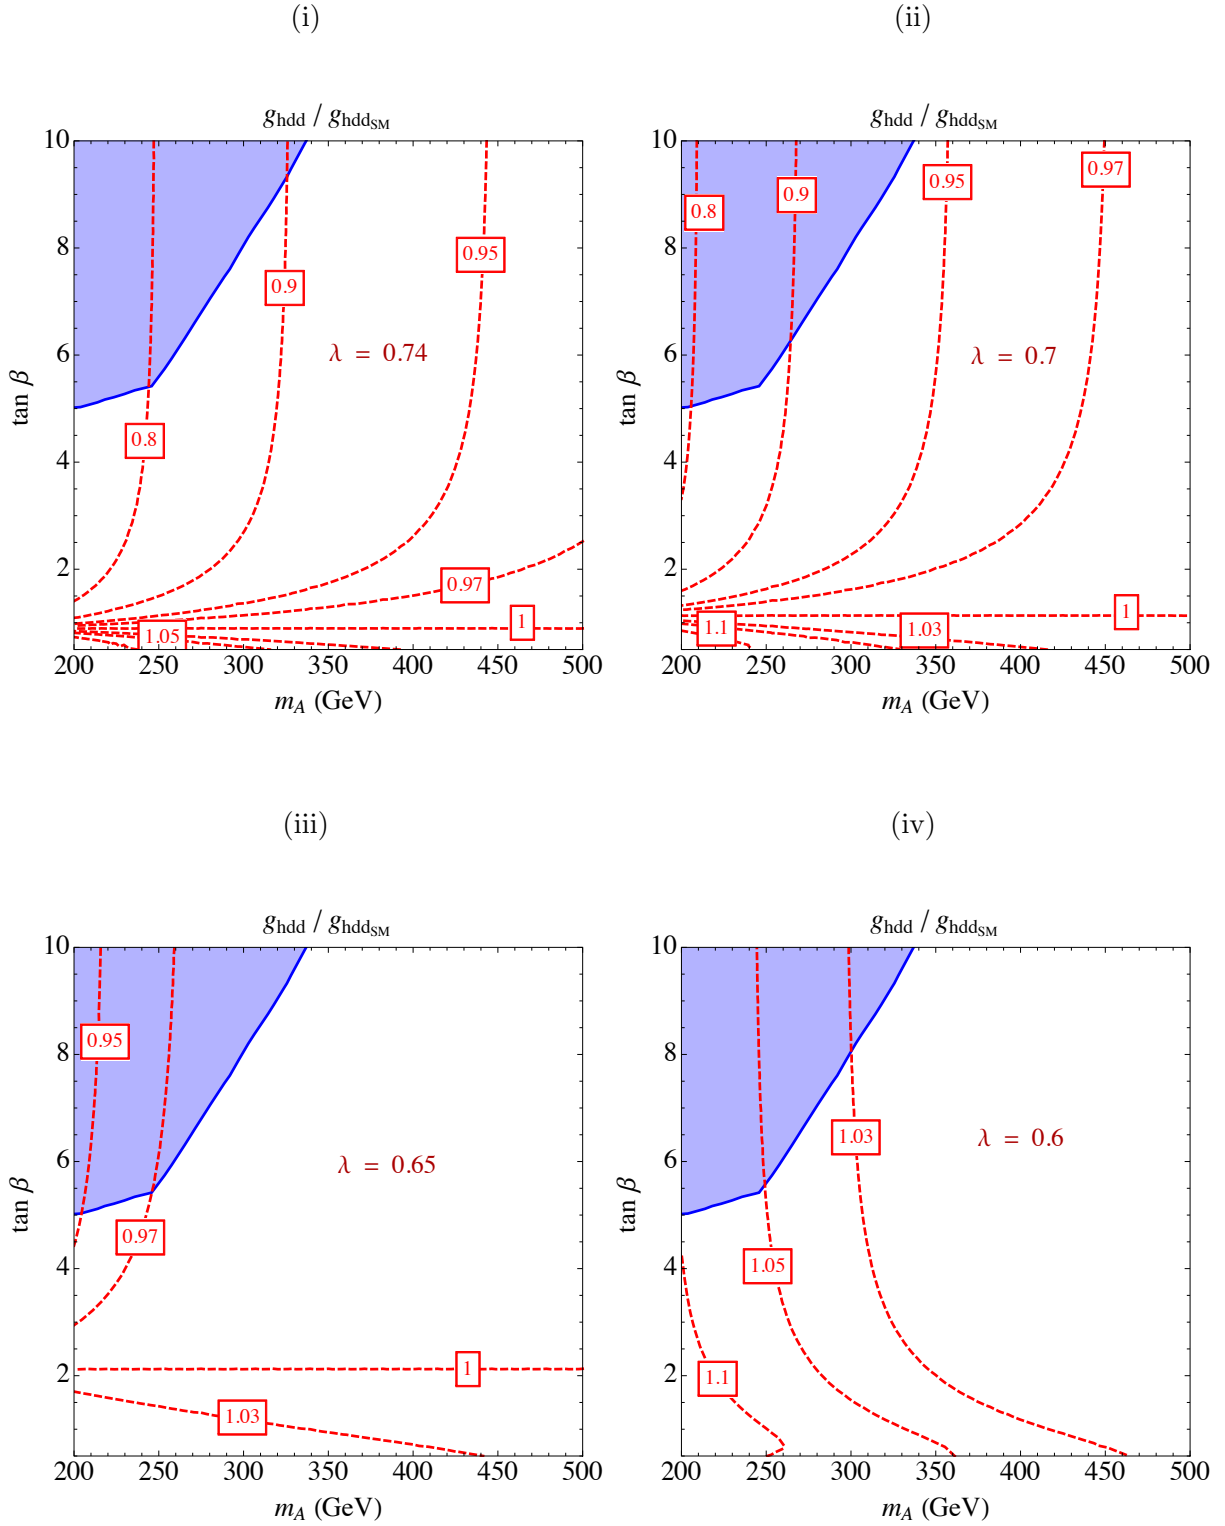 (i)
(ii)
g_hdd / g_hdd_SM
g_hdd / g_hdd_SM
10
8
6
4
2
tan β
0.8
0.9
0.95
0.97
1
1.05
λ = 0.74
200 250 300 350 400 450 500
m_A (GeV)
10
8
6
4
2
tan β
0.8
0.9
0.95
0.97
1
1.1
1.03
λ = 0.7
200 250 300 350 400 450 500
m_A (GeV)
(iii)
(iv)
g_hdd / g_hdd_SM
g_hdd / g_hdd_SM
10
8
6
4
2
tan β
0.95
0.97
1
1.03
λ = 0.65
200 250 300 350 400 450 500
m_A (GeV)
10
8
6
4
2
tan β
1.03
1.05
1.1
λ = 0.6
200 250 300 350 400 450 500
m_A (GeV)